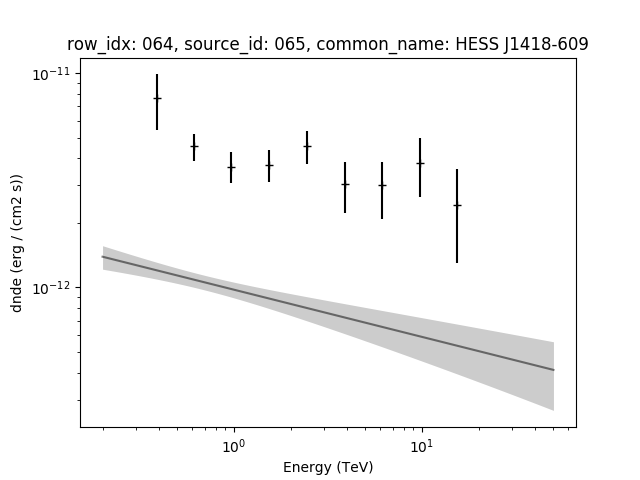 row_idx: 064, source_id: 065, common_name: HESS J1418-609
10⁻¹¹
10⁻¹²
dnde (erg / (cm2 s))
10⁰
10¹
Energy (TeV)